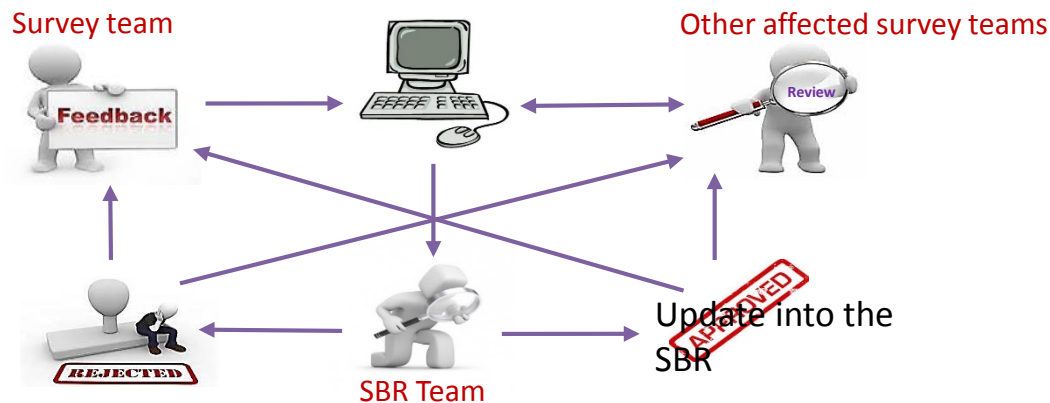 Survey team
Other affected survey teams
Feedback
Review
REJECTED
SBR Team
APPROVED
Update into the
SBR